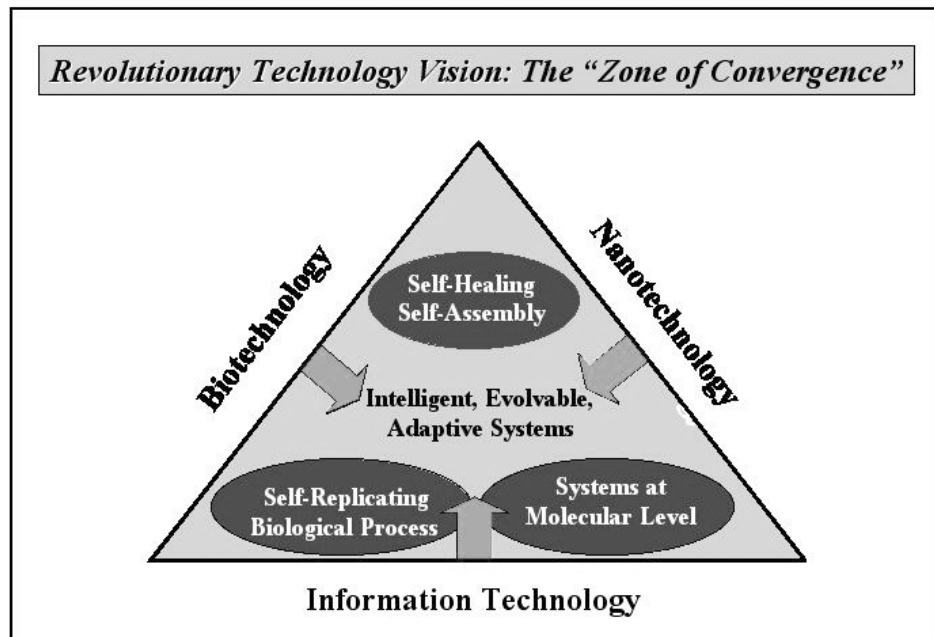 Revolutionary Technology Vision: The “Zone of Convergence”
Biotechnology
Nanotechnology
Self-Healing
Self-Assembly
Intelligent, Evolvable,
Adaptive Systems
Self-Replicating
Biological Process
Systems at
Molecular Level
Information Technology